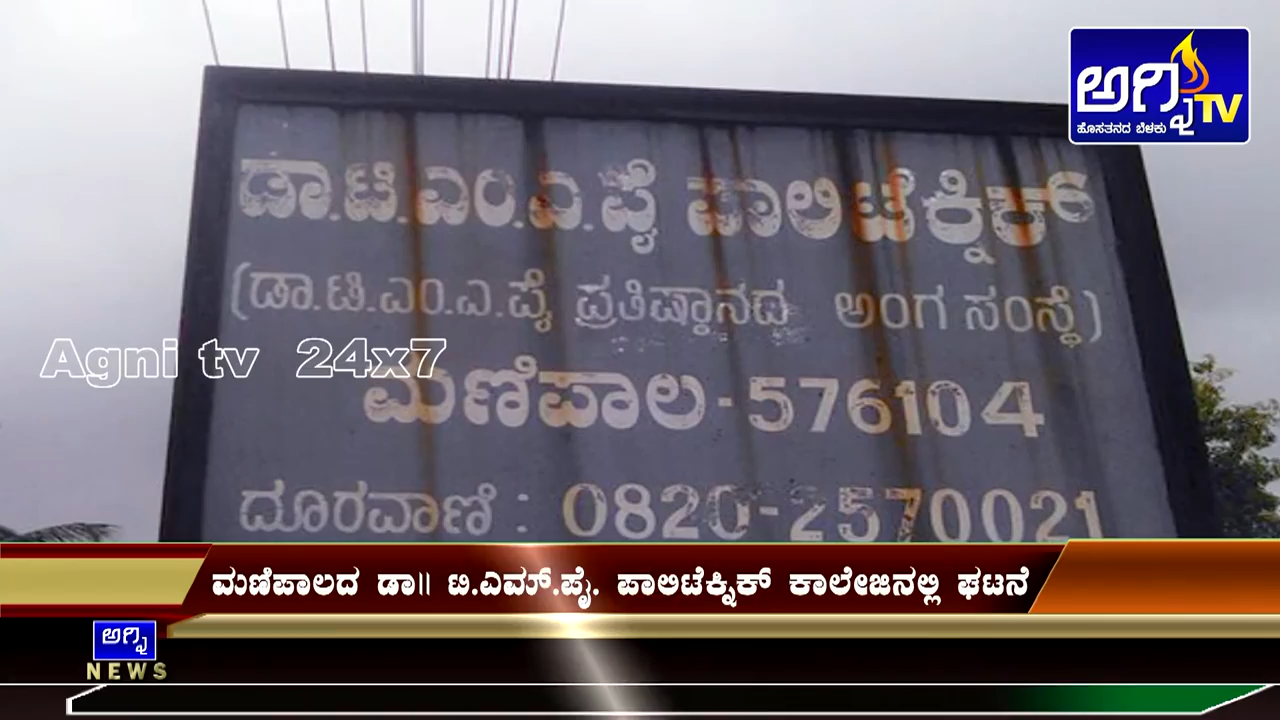 ಅಗ್ನಿ TV
ಹೊಸತನದ ಬೆಳಕು
ಡಾ.ಟಿ.ಎಂ.ಎ.ಪೈ ಪಾಲಿಟೆಕ್ನಿಕ್
(ಡಾ.ಟಿ.ಎಂ.ಎ.ಪೈ ಪ್ರತಿಷ್ಠಾನದ ಅಂಗ ಸಂಸ್ಥೆ)
Agni tv 24x7
ಮಣಿಪಾಲ - 576104
ದೂರವಾಣಿ : 0820-2570021
ಮಣಿಪಾಲದ ಡಾ॥ ಟಿ.ಎಮ್.ಪೈ. ಪಾಲಿಟೆಕ್ನಿಕ್ ಕಾಲೇಜಿನಲ್ಲಿ ಘಟನೆ
ಅಗ್ನಿ
NEWS